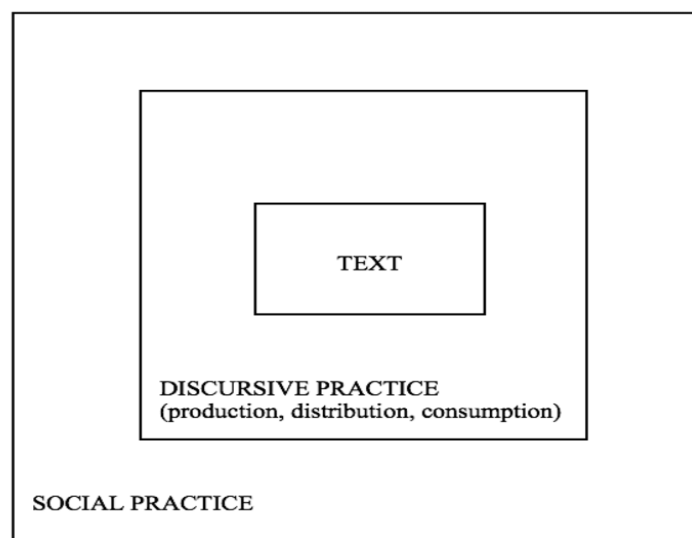 TEXT
DISCURSIVE PRACTICE
(production, distribution, consumption)
SOCIAL PRACTICE